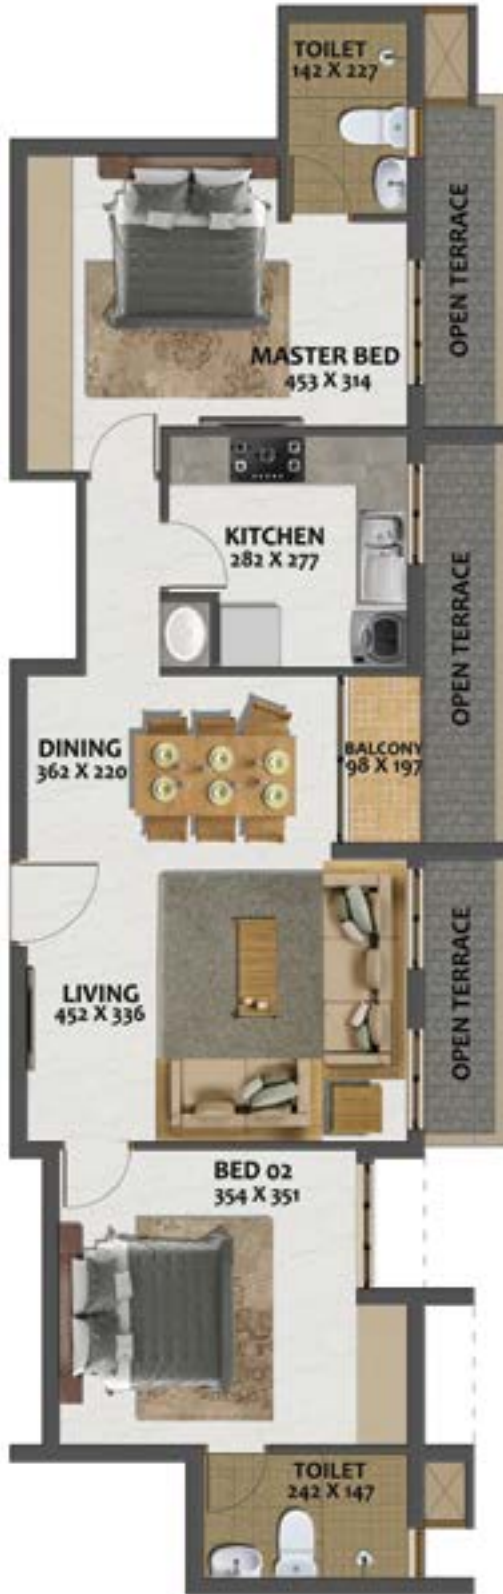 TOILET
142 X 227
OPEN TERRACE
MASTER BED
453 X 314
KITCHEN
282 X 277
OPEN TERRACE
DINING
362 X 220
BALCONY
98 X 197
LIVING
452 X 336
OPEN TERRACE
BED 02
354 X 351
TOILET
242 X 147